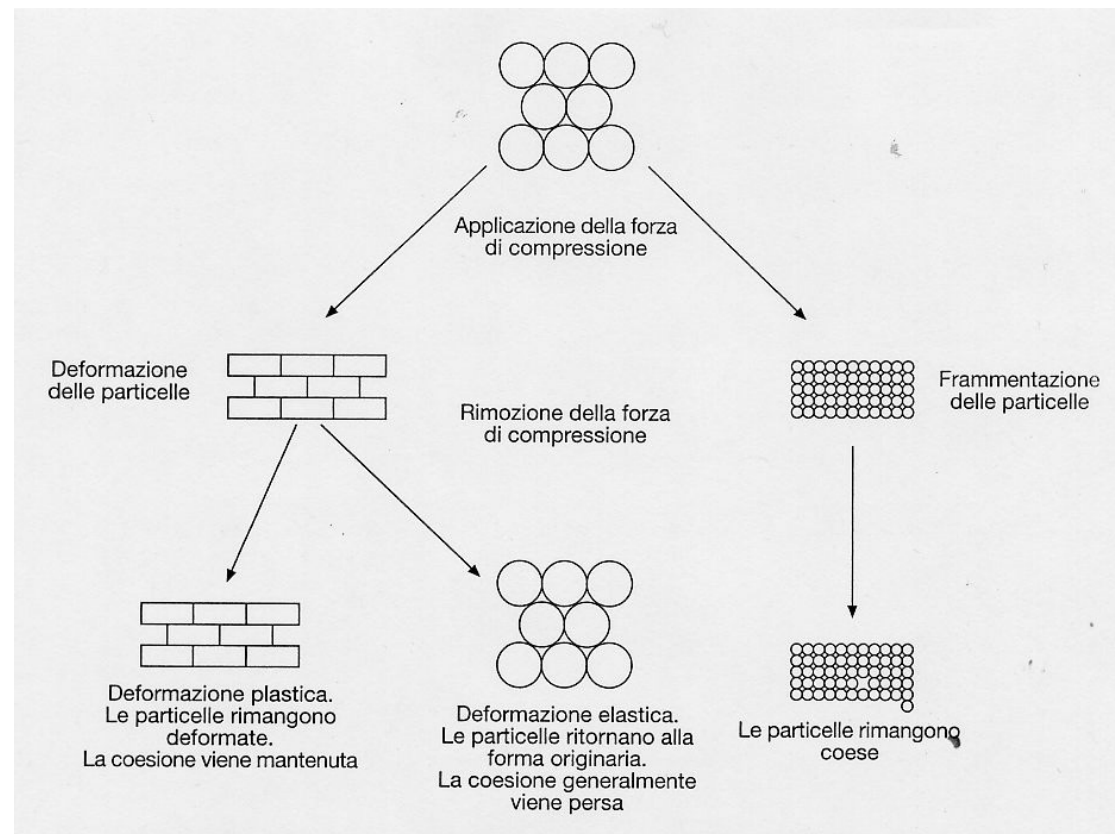 Applicazione della forza
di compressione
Deformazione
delle particelle
Rimozione della forza
di compressione
Frammentazione
delle particelle
Deformazione plastica.
Le particelle rimangono
deformate.
La coesione viene mantenuta
Deformazione elastica.
Le particelle ritornano alla
forma originaria.
La coesione generalmente
viene persa
Le particelle rimangono
coese